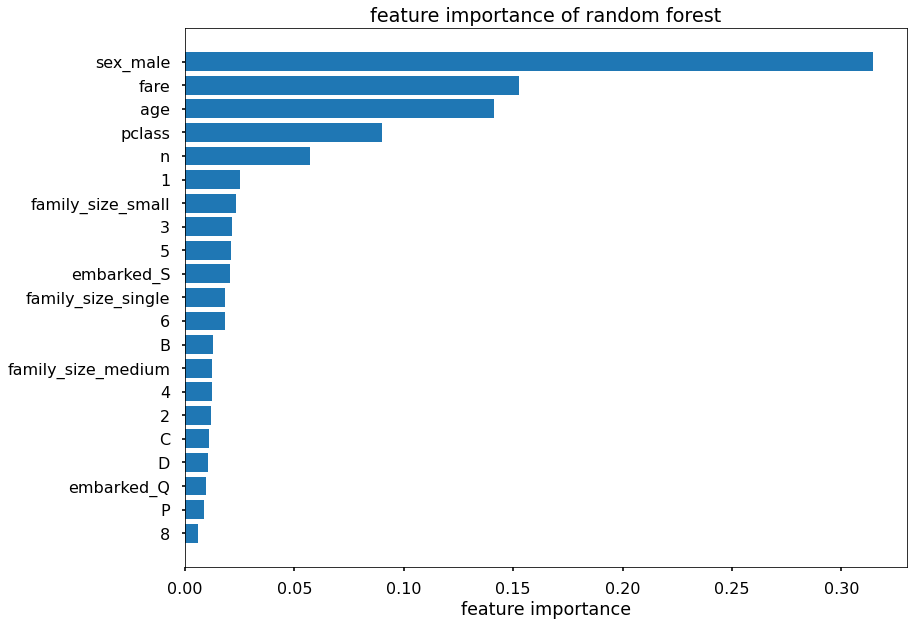 feature importance of random forest
sex_male
fare
age
pclass
n
1
family_size_small
3
5
embarked_S
family_size_single
6
B
family_size_medium
4
2
C
D
embarked_Q
P
8
0.00 0.05 0.10 0.15 0.20 0.25 0.30
feature importance